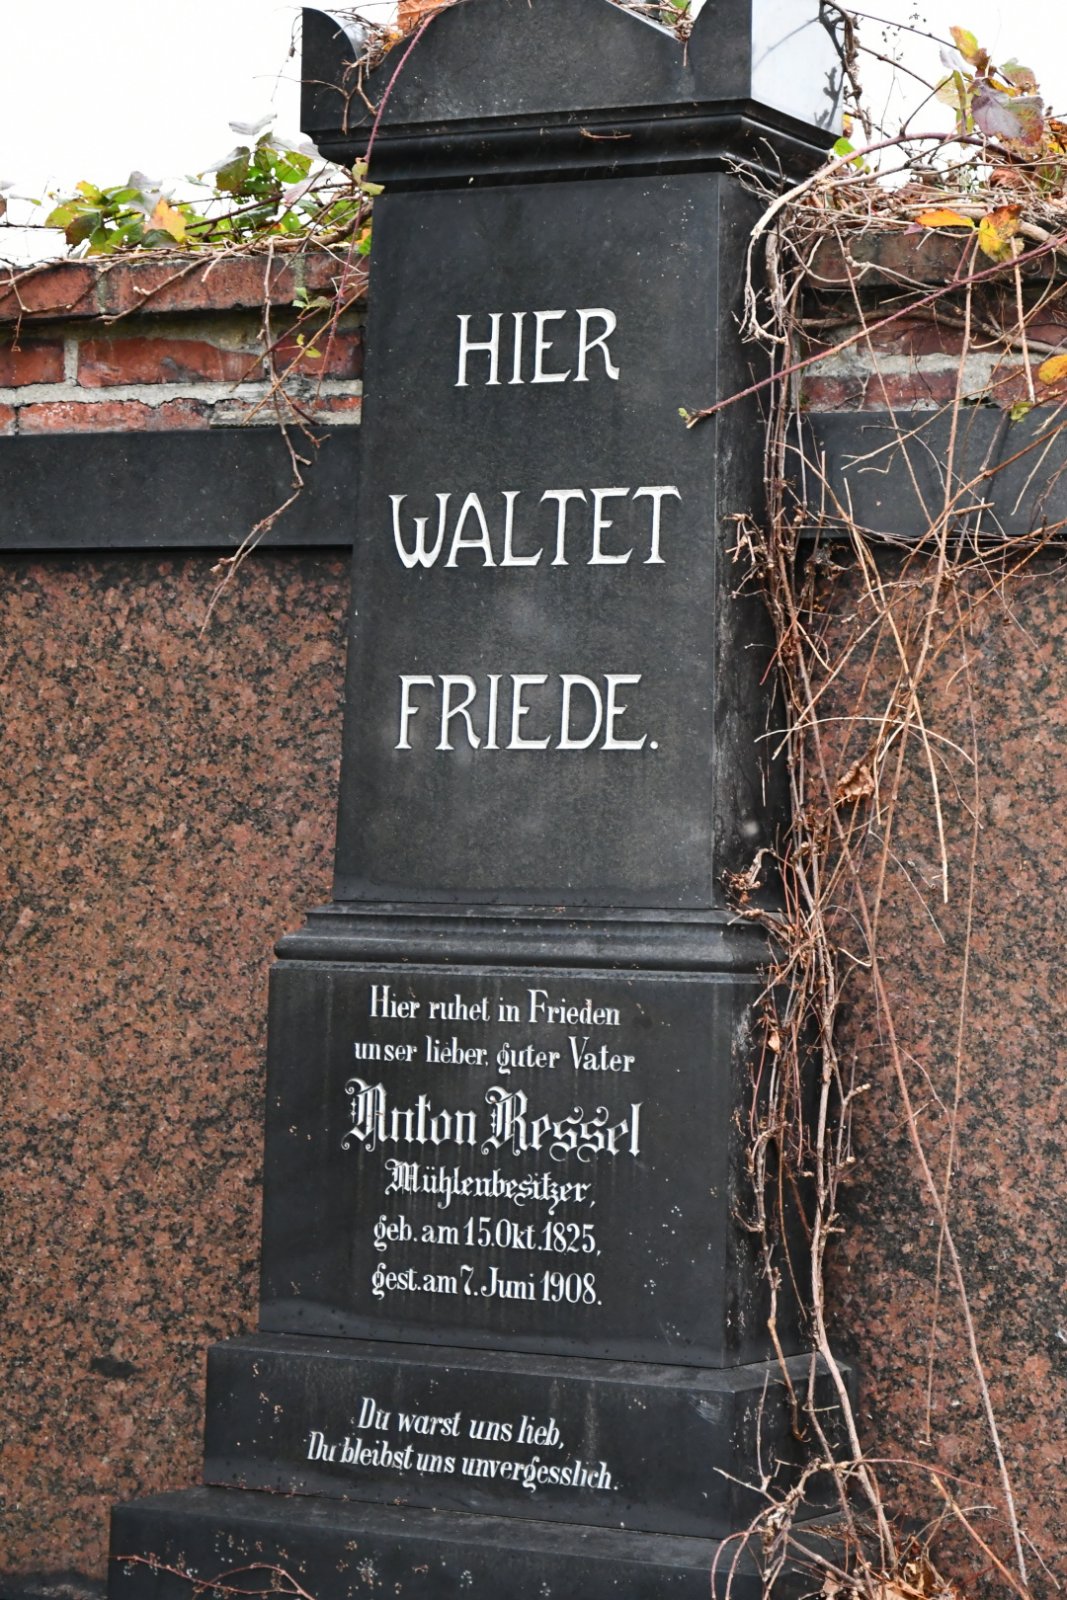 HIER
WALTET
FRIEDE.
Hier ruhet in Frieden
unser lieber, guter Vater
Anton Ressel
Mühlenbesitzer,
geb. am 15. Okt. 1825,
gest. am 7. Juni 1908.
Du warst uns lieb,
Du bleibst uns unvergesslich.